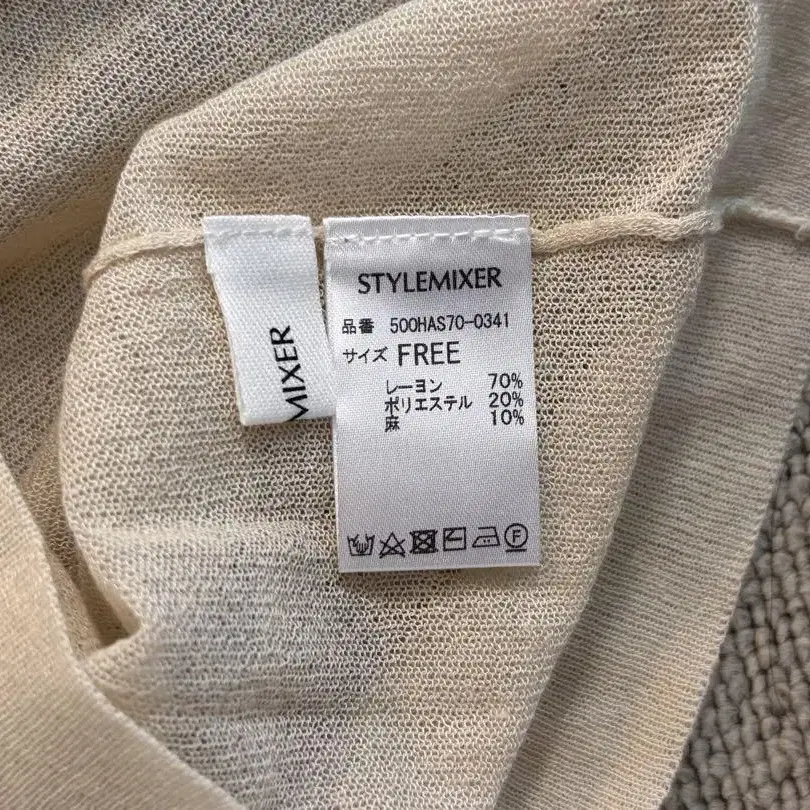 MIXER
STYLEMIXER
品番 500HAS70-0341
サイズ FREE
レーヨン 70%
ポリエステル 20%
麻 10%
F